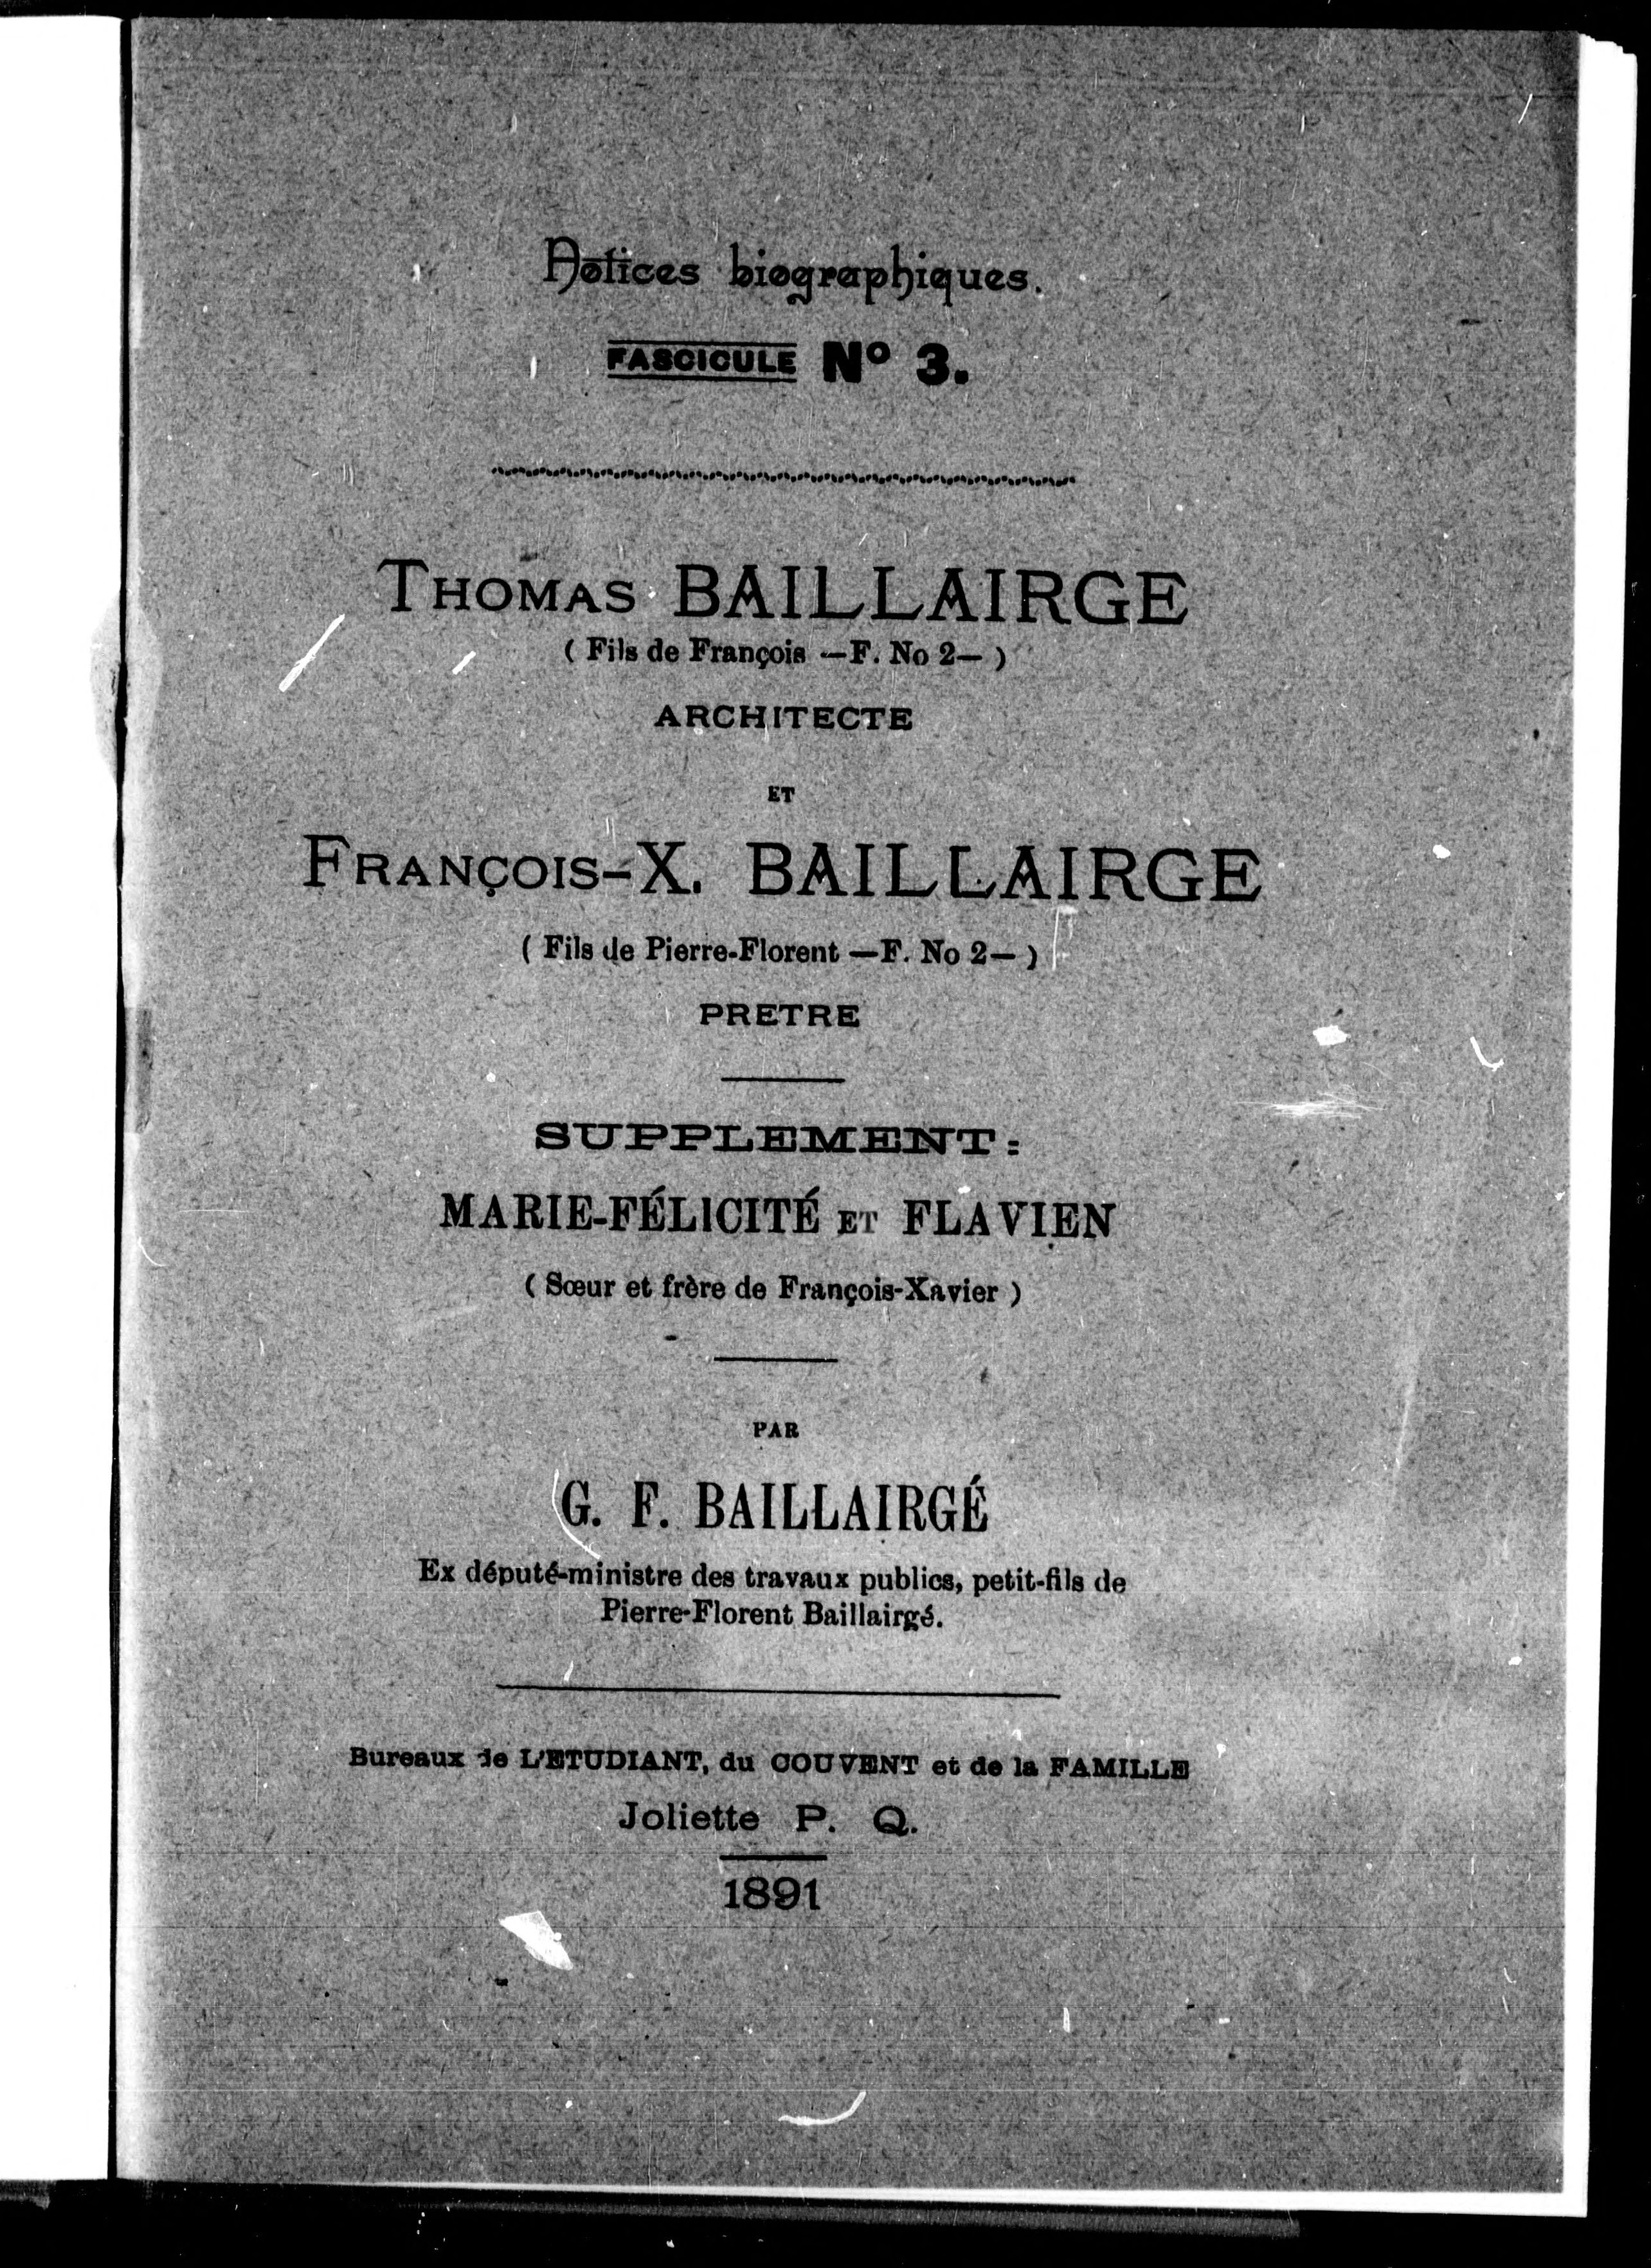 Notices biographiques.
FASCICULE Nº 3.
THOMAS BAILLAIRGE
( Fils de François —F. No 2— )
ARCHITECTE
ET
FRANÇOIS-X. BAILLAIRGE
( Fils de Pierre-Florent —F. No 2— )
PRETRE
SUPPLEMENT:
MARIE-FÉLICITÉ ET FLAVIEN
( Sœur et frère de François-Xavier )
PAR
G. F. BAILLAIRGÉ
Ex député-ministre des travaux publics, petit-fils de
Pierre-Florent Baillairgé.
Bureaux de L'ETUDIANT, du COUVENT et de la FAMILLE
Joliette P. Q.
1891